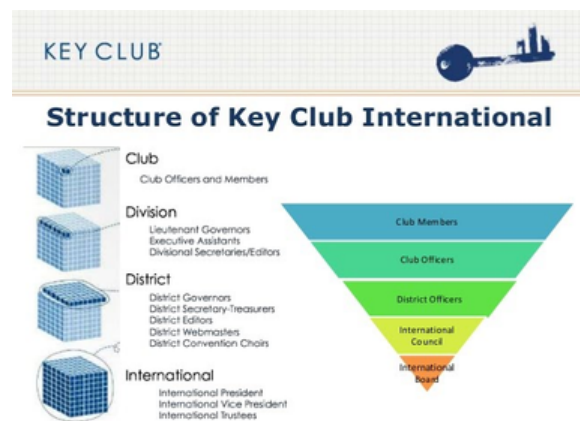 KEY CLUB
Structure of Key Club International
Club
Club Officers and Members
Division
Lieutenant Governors
Executive Assistants
Divisional Secretaries/Editors
District
District Governors
District Secretary-Treasurers
District Editors
District Webmasters
District Convention Chairs
International
International President
International Vice President
International Trustees
Club Members
Club Officers
District Officers
International
Council
International
Board